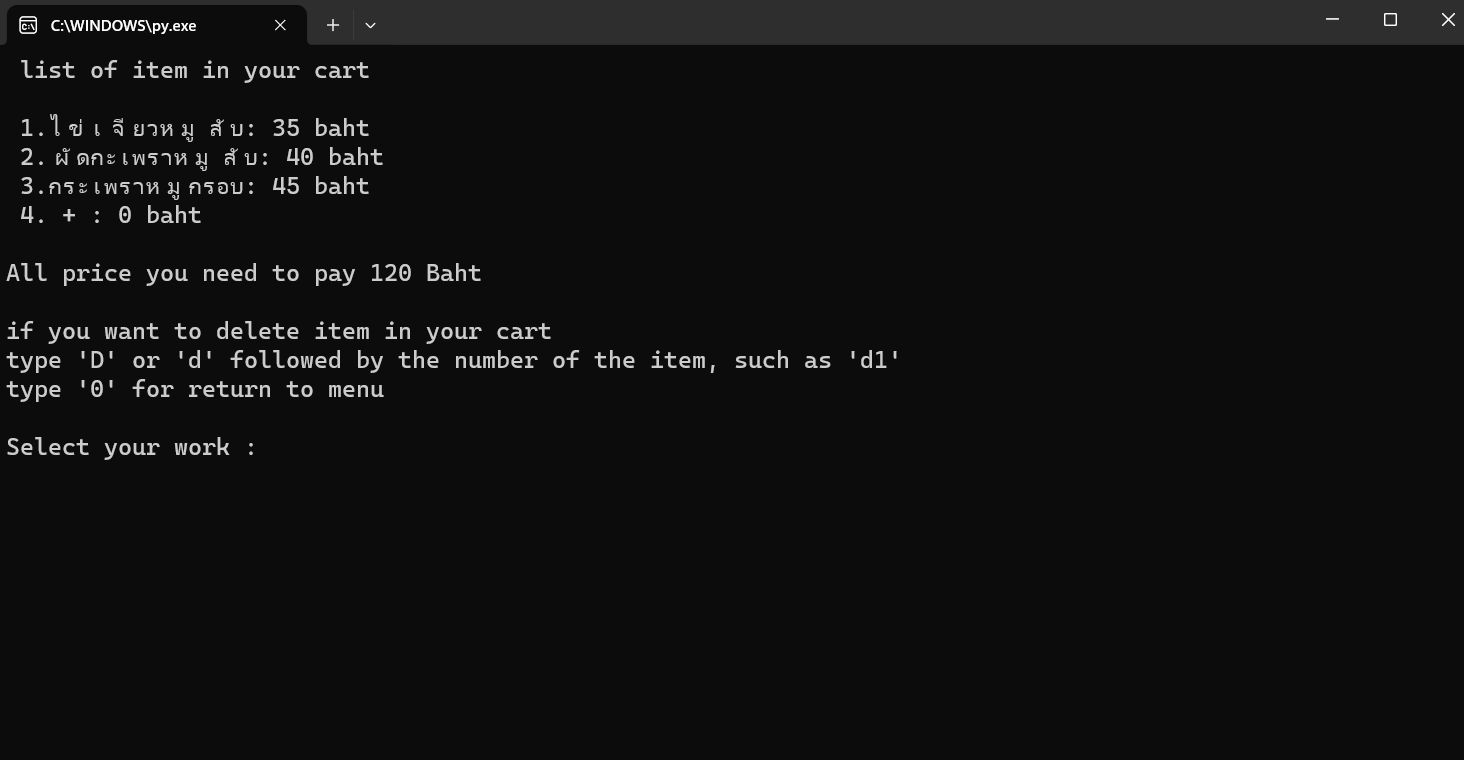 C:\WINDOWS\py.exe
list of item in your cart
1.ไข่เจียวหมูสับ: 35 baht
2.ผัดกะเพราหมูสับ: 40 baht
3.กระเพราหมูกรอบ: 45 baht
4. + : 0 baht
All price you need to pay 120 Baht
if you want to delete item in your cart
type 'D' or 'd' followed by the number of the item, such as 'd1'
type '0' for return to menu
Select your work :